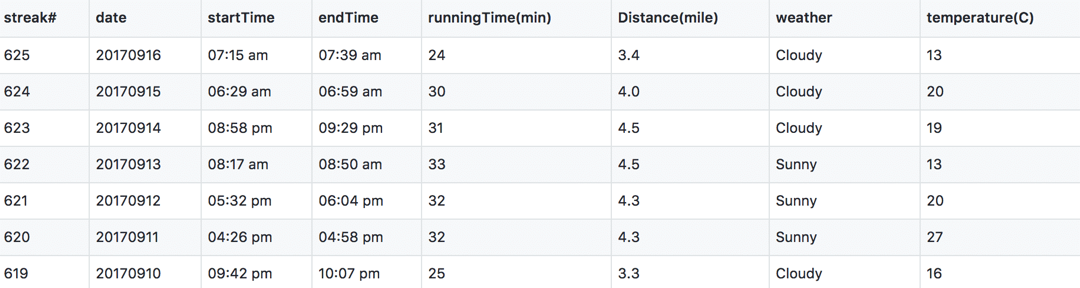 streak# date startTime endTime runningTime(min) Distance(mile) weather temperature(C)
625 20170916 07:15 am 07:39 am 24 3.4 Cloudy 13
624 20170915 06:29 am 06:59 am 30 4.0 Cloudy 20
623 20170914 08:58 pm 09:29 pm 31 4.5 Cloudy 19
622 20170913 08:17 am 08:50 am 33 4.5 Sunny 13
621 20170912 05:32 pm 06:04 pm 32 4.3 Sunny 20
620 20170911 04:26 pm 04:58 pm 32 4.3 Sunny 27
619 20170910 09:42 pm 10:07 pm 25 3.3 Cloudy 16